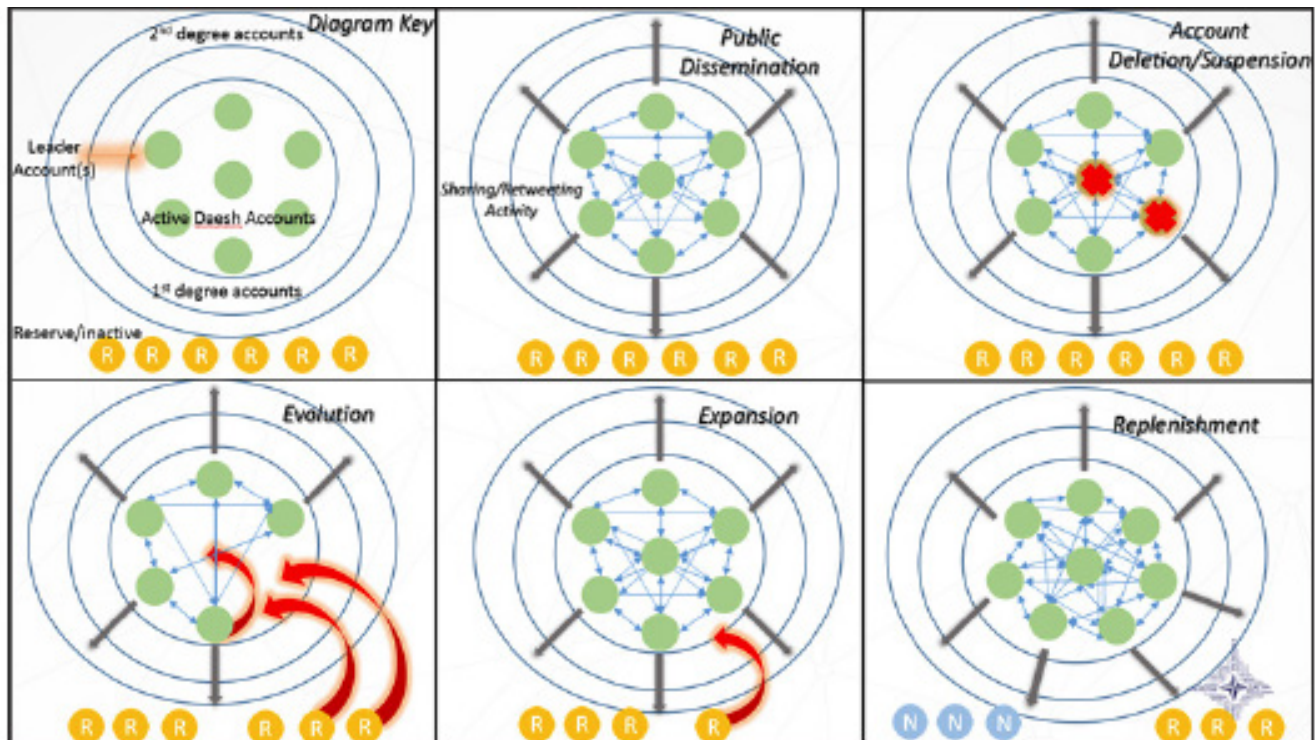 Diagram Key
2nd degree accounts
Leader
Account(s)
Active Daesh Accounts
1st degree accounts
Reserve/inactive
R R R R R R
Public
Dissemination
Sharing/Retweeting
Activity
R R R R R R
Account
Deletion/Suspension
R R R R R R
Evolution
R R R R R R
Expansion
R R R R
Replenishment
N N N R R R